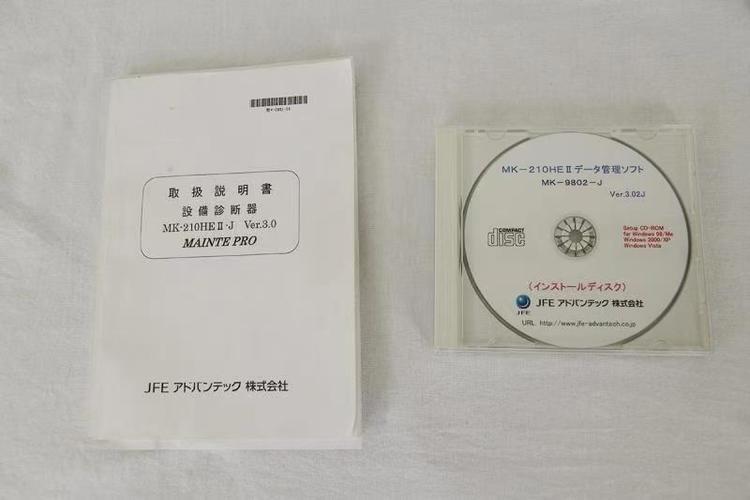 取扱説明書
設備診断器
MK-210HEⅡ-J Ver.3.0
MAINTE PRO
JFE アドバンテック 株式会社
MK-210HEⅡデータ管理ソフト
MK-9802-J
Ver.3.02J
COMPACT
disc
Setup CD-ROM
for Windows 98/Me
Windows 2000/XP
Windows Vista
(インストールディスク)
JFE
JFE アドバンテック 株式会社
URL http://www.jfe-advantech.co.jp